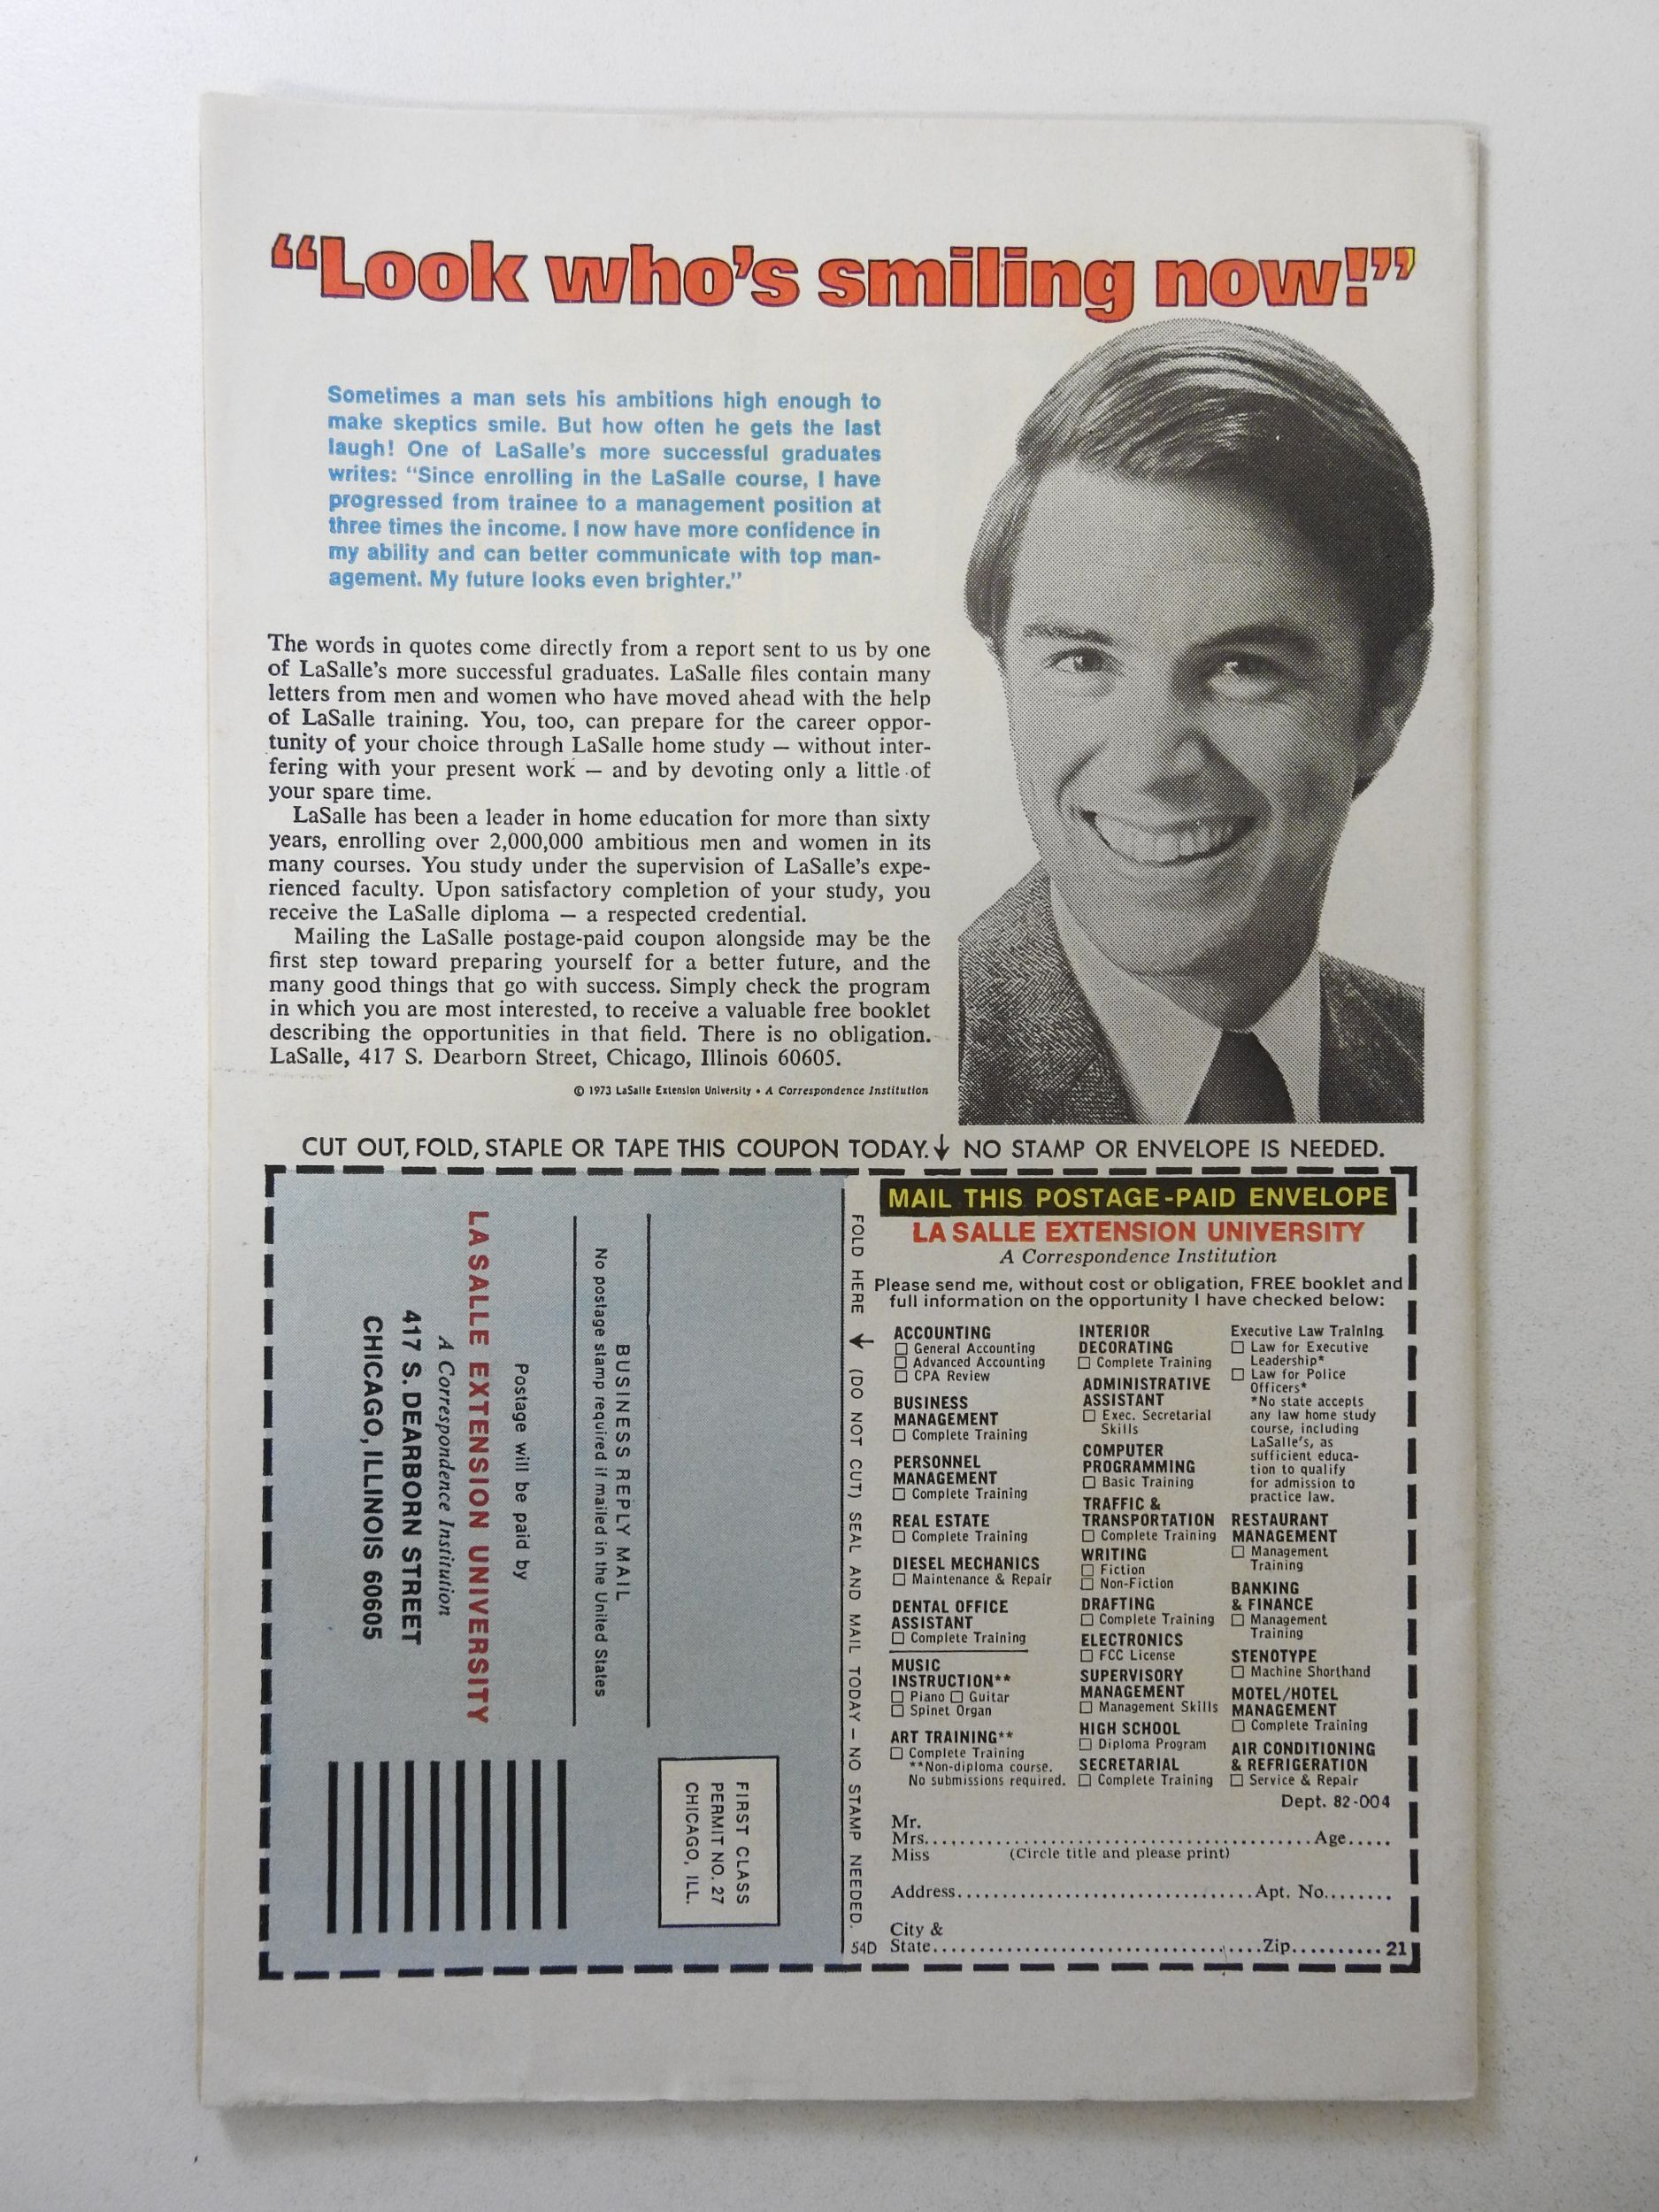 “Look who’s smiling now!”
Sometimes a man sets his ambitions high enough to
make skeptics smile. But how often he gets the last
laugh! One of LaSalle’s more successful graduates
writes: “Since enrolling in the LaSalle course, I have
progressed from trainee to a management position at
three times the income. I now have more confidence in
my ability and can better communicate with top man-
agement. My future looks even brighter.”
The words in quotes come directly from a report sent to us by one
of LaSalle’s more successful graduates. LaSalle files contain many
letters from men and women who have moved ahead with the help
of LaSalle training. You, too, can prepare for the career oppor-
tunity of your choice through LaSalle home study — without inter-
fering with your present work — and by devoting only a little of
your spare time.
LaSalle has been a leader in home education for more than sixty
years, enrolling over 2,000,000 ambitious men and women in its
many courses. You study under the supervision of LaSalle’s expe-
rienced faculty. Upon satisfactory completion of your study, you
receive the LaSalle diploma — a respected credential.
Mailing the LaSalle postage-paid coupon alongside may be the
first step toward preparing yourself for a better future, and the
many good things that go with success. Simply check the program
in which you are most interested, to receive a valuable free booklet
describing the opportunities in that field. There is no obligation.
LaSalle, 417 S. Dearborn Street, Chicago, Illinois 60605.
© 1973 LaSalle Extension University • A Correspondence Institution
CUT OUT, FOLD, STAPLE OR TAPE THIS COUPON TODAY. ↓ NO STAMP OR ENVELOPE IS NEEDED.
FIRST CLASS
PERMIT NO. 27
CHICAGO, ILL.
BUSINESS REPLY MAIL
No postage stamp required if mailed in the United States
Postage will be paid by
LA SALLE EXTENSION UNIVERSITY
A Correspondence Institution
417 S. DEARBORN STREET
CHICAGO, ILLINOIS 60605
FOLD HERE ↓ (DO NOT CUT) SEAL AND MAIL TODAY — NO STAMP NEEDED.
54D
MAIL THIS POSTAGE-PAID ENVELOPE
LA SALLE EXTENSION UNIVERSITY
A Correspondence Institution
Please send me, without cost or obligation, FREE booklet and
full information on the opportunity I have checked below:
ACCOUNTING
☐ General Accounting
☐ Advanced Accounting
☐ CPA Review
BUSINESS
MANAGEMENT
☐ Complete Training
PERSONNEL
MANAGEMENT
☐ Complete Training
REAL ESTATE
☐ Complete Training
DIESEL MECHANICS
☐ Maintenance & Repair
DENTAL OFFICE
ASSISTANT
☐ Complete Training
MUSIC
INSTRUCTION**
☐ Piano ☐ Guitar
☐ Spinet Organ
ART TRAINING**
☐ Complete Training
**Non-diploma course.
No submissions required.
INTERIOR
DECORATING
☐ Complete Training
ADMINISTRATIVE
ASSISTANT
☐ Exec. Secretarial
Skills
COMPUTER
PROGRAMMING
☐ Basic Training
TRAFFIC &
TRANSPORTATION
☐ Complete Training
WRITING
☐ Fiction
☐ Non-Fiction
DRAFTING
☐ Complete Training
ELECTRONICS
☐ FCC License
SUPERVISORY
MANAGEMENT
☐ Management Skills
HIGH SCHOOL
☐ Diploma Program
SECRETARIAL
☐ Complete Training
Executive Law Training
☐ Law for Executive
Leadership*
☐ Law for Police
Officers*
*No state accepts
any law home study
course, including
LaSalle’s, as
sufficient educa-
tion to qualify
for admission to
practice law.
RESTAURANT
MANAGEMENT
☐ Management
Training
BANKING
& FINANCE
☐ Management
Training
STENOTYPE
☐ Machine Shorthand
MOTEL/HOTEL
MANAGEMENT
☐ Complete Training
AIR CONDITIONING
& REFRIGERATION
☐ Service & Repair
Dept. 82-004
Mr.
Mrs. Age
Miss (Circle title and please print)
Address Apt. No.
City &
State Zip 21